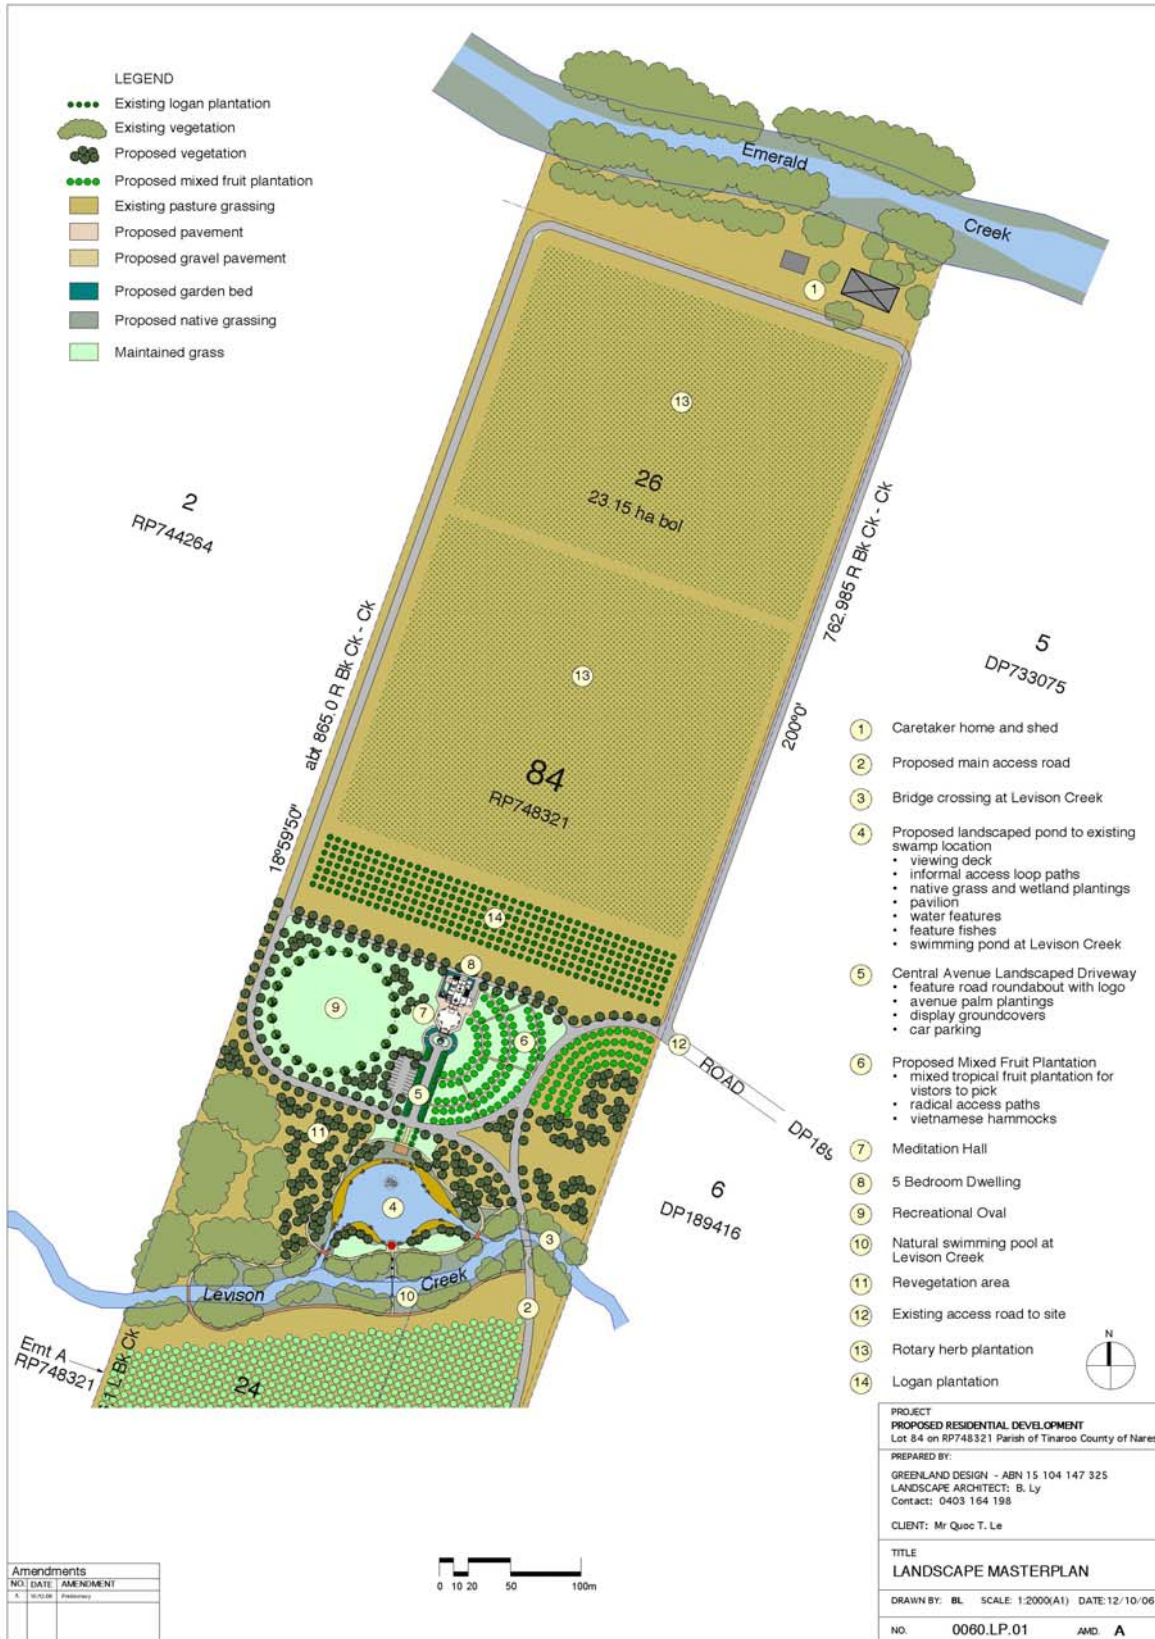 LEGEND
Existing logan plantation
Existing vegetation
Proposed vegetation
Proposed mixed fruit plantation
Existing pasture grassing
Proposed pavement
Proposed gravel pavement
Proposed garden bed
Proposed native grassing
Maintained grass
Emerald
Creek
1
13
26
23.15 ha bol
2
RP744264
762.985 R Bk Ck - Ck
abt 865.0 R Bk Ck - Ck
5
DP733075
13
200°0'
84
RP748321
18°59'50"
14
8
9
7
6
12
ROAD
5
11
DP189
6
DP189416
4
3
Levison
Creek
10
2
Emt A
RP748321
1 L Bk Ck
24
1 Caretaker home and shed
2 Proposed main access road
3 Bridge crossing at Levison Creek
4 Proposed landscaped pond to existing
swamp location
• viewing deck
• informal access loop paths
• native grass and wetland plantings
• pavilion
• water features
• feature fishes
• swimming pond at Levison Creek
5 Central Avenue Landscaped Driveway
• feature road roundabout with logo
• avenue palm plantings
• display groundcovers
• car parking
6 Proposed Mixed Fruit Plantation
• mixed tropical fruit plantation for
vistors to pick
• radical access paths
• vietnamese hammocks
7 Meditation Hall
8 5 Bedroom Dwelling
9 Recreational Oval
10 Natural swimming pool at
Levison Creek
11 Revegetation area
12 Existing access road to site
13 Rotary herb plantation
14 Logan plantation
N
PROJECT
PROPOSED RESIDENTIAL DEVELOPMENT
Lot 84 on RP748321 Parish of Tinaroo County of Nares
PREPARED BY:
GREENLAND DESIGN - ABN 15 104 147 325
LANDSCAPE ARCHITECT: B. Ly
Contact: 0403 164 198
CLIENT: Mr Quoc T. Le
TITLE
LANDSCAPE MASTERPLAN
DRAWN BY: BL SCALE: 1:2000(A1) DATE:12/10/06
NO. 0060.LP.01 AMD. A
0 10 20 50 100m
Amendments
NO. DATE AMENDMENT
A Preliminary